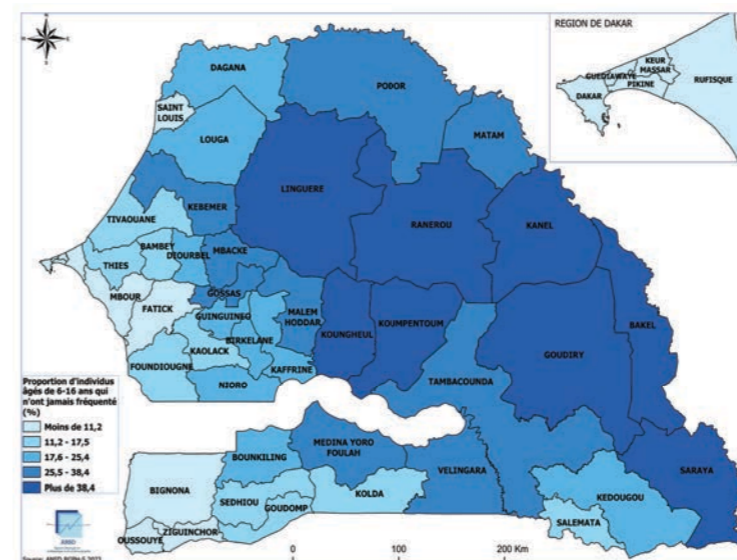 REGION DE DAKAR
KEUR
MASSAR
GUEDIAWAYE
PIKINE
RUFISQUE
DAKAR
N
DAGANA
PODOR
SAINT
LOUIS
LOUGA
MATAM
LINGUERE
KEBEMER
RANEROU
KANEL
TIVAOUANE
BAMBEY
MBACKE
DIOURBEL
THIES
GOSSAS
MBOUR
FATICK
GUINGUINEO
MALEM
HODDAR
KOUNGHEUL
KOUMPENTOUM
BAKEL
BIRKELANE
GOUDIRY
KAOLACK
FOUNDIOUGNE
KAFFRINE
TAMBACOUNDA
NIORO
Proportion d'individus
âgés de 6-16 ans qui
n'ont jamais fréquenté
(%)
Moins de 11,2
11,2 - 17,5
17,6 - 25,4
25,5 - 38,4
Plus de 38,4
MEDINA YORO
FOULAH
BOUNKILING
VELINGARA
SARAYA
BIGNONA
SEDHIOU
KOLDA
KEDOUGOU
GOUDOMP
SALEMATA
OUSSOUYE
ZIGUINCHOR
ANSD
0 100 200 Km